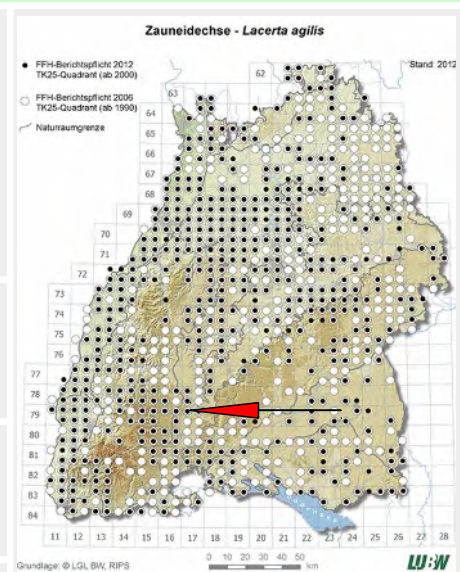 Zauneidechse - Lacerta agilis
FFH-Berichtspflicht 2012
TK25-Quadrant (ab 2000)
FFH-Berichtspflicht 2006
TK25-Quadrant (ab 1990)
Naturraumgrenze
Stand: 2012
62
63
64
65
66
67
68
69
70
71
72
73
74
75
76
77
78
79
80
81
82
83
84
11 12 13 14 15 16 17 18 19 20 21 22 23 24 25 26 27 28
0 10 20 30 40 50
km
Grundlage: © LGL BW, RIPS
LUBW